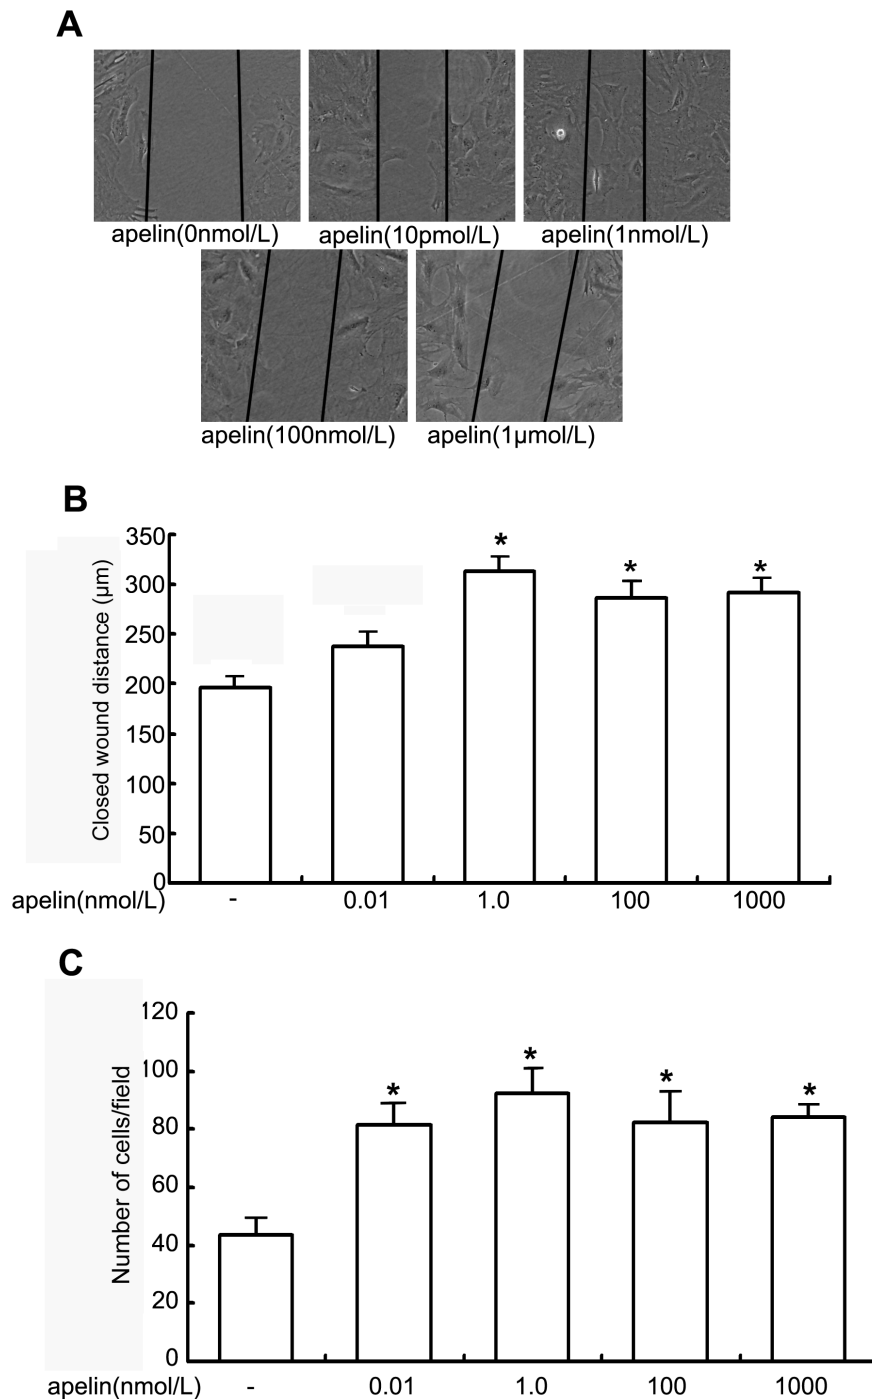 A
apelin(0nmol/L) apelin(10pmol/L) apelin(1nmol/L)
apelin(100nmol/L) apelin(1μmol/L)
B
Closed wound distance (μm)
350
300
250
200
150
100
50
0
* * *
apelin(nmol/L) - 0.01 1.0 100 1000
C
Number of cells/field
120
100
80
60
40
20
0
* * * *
apelin(nmol/L) - 0.01 1.0 100 1000